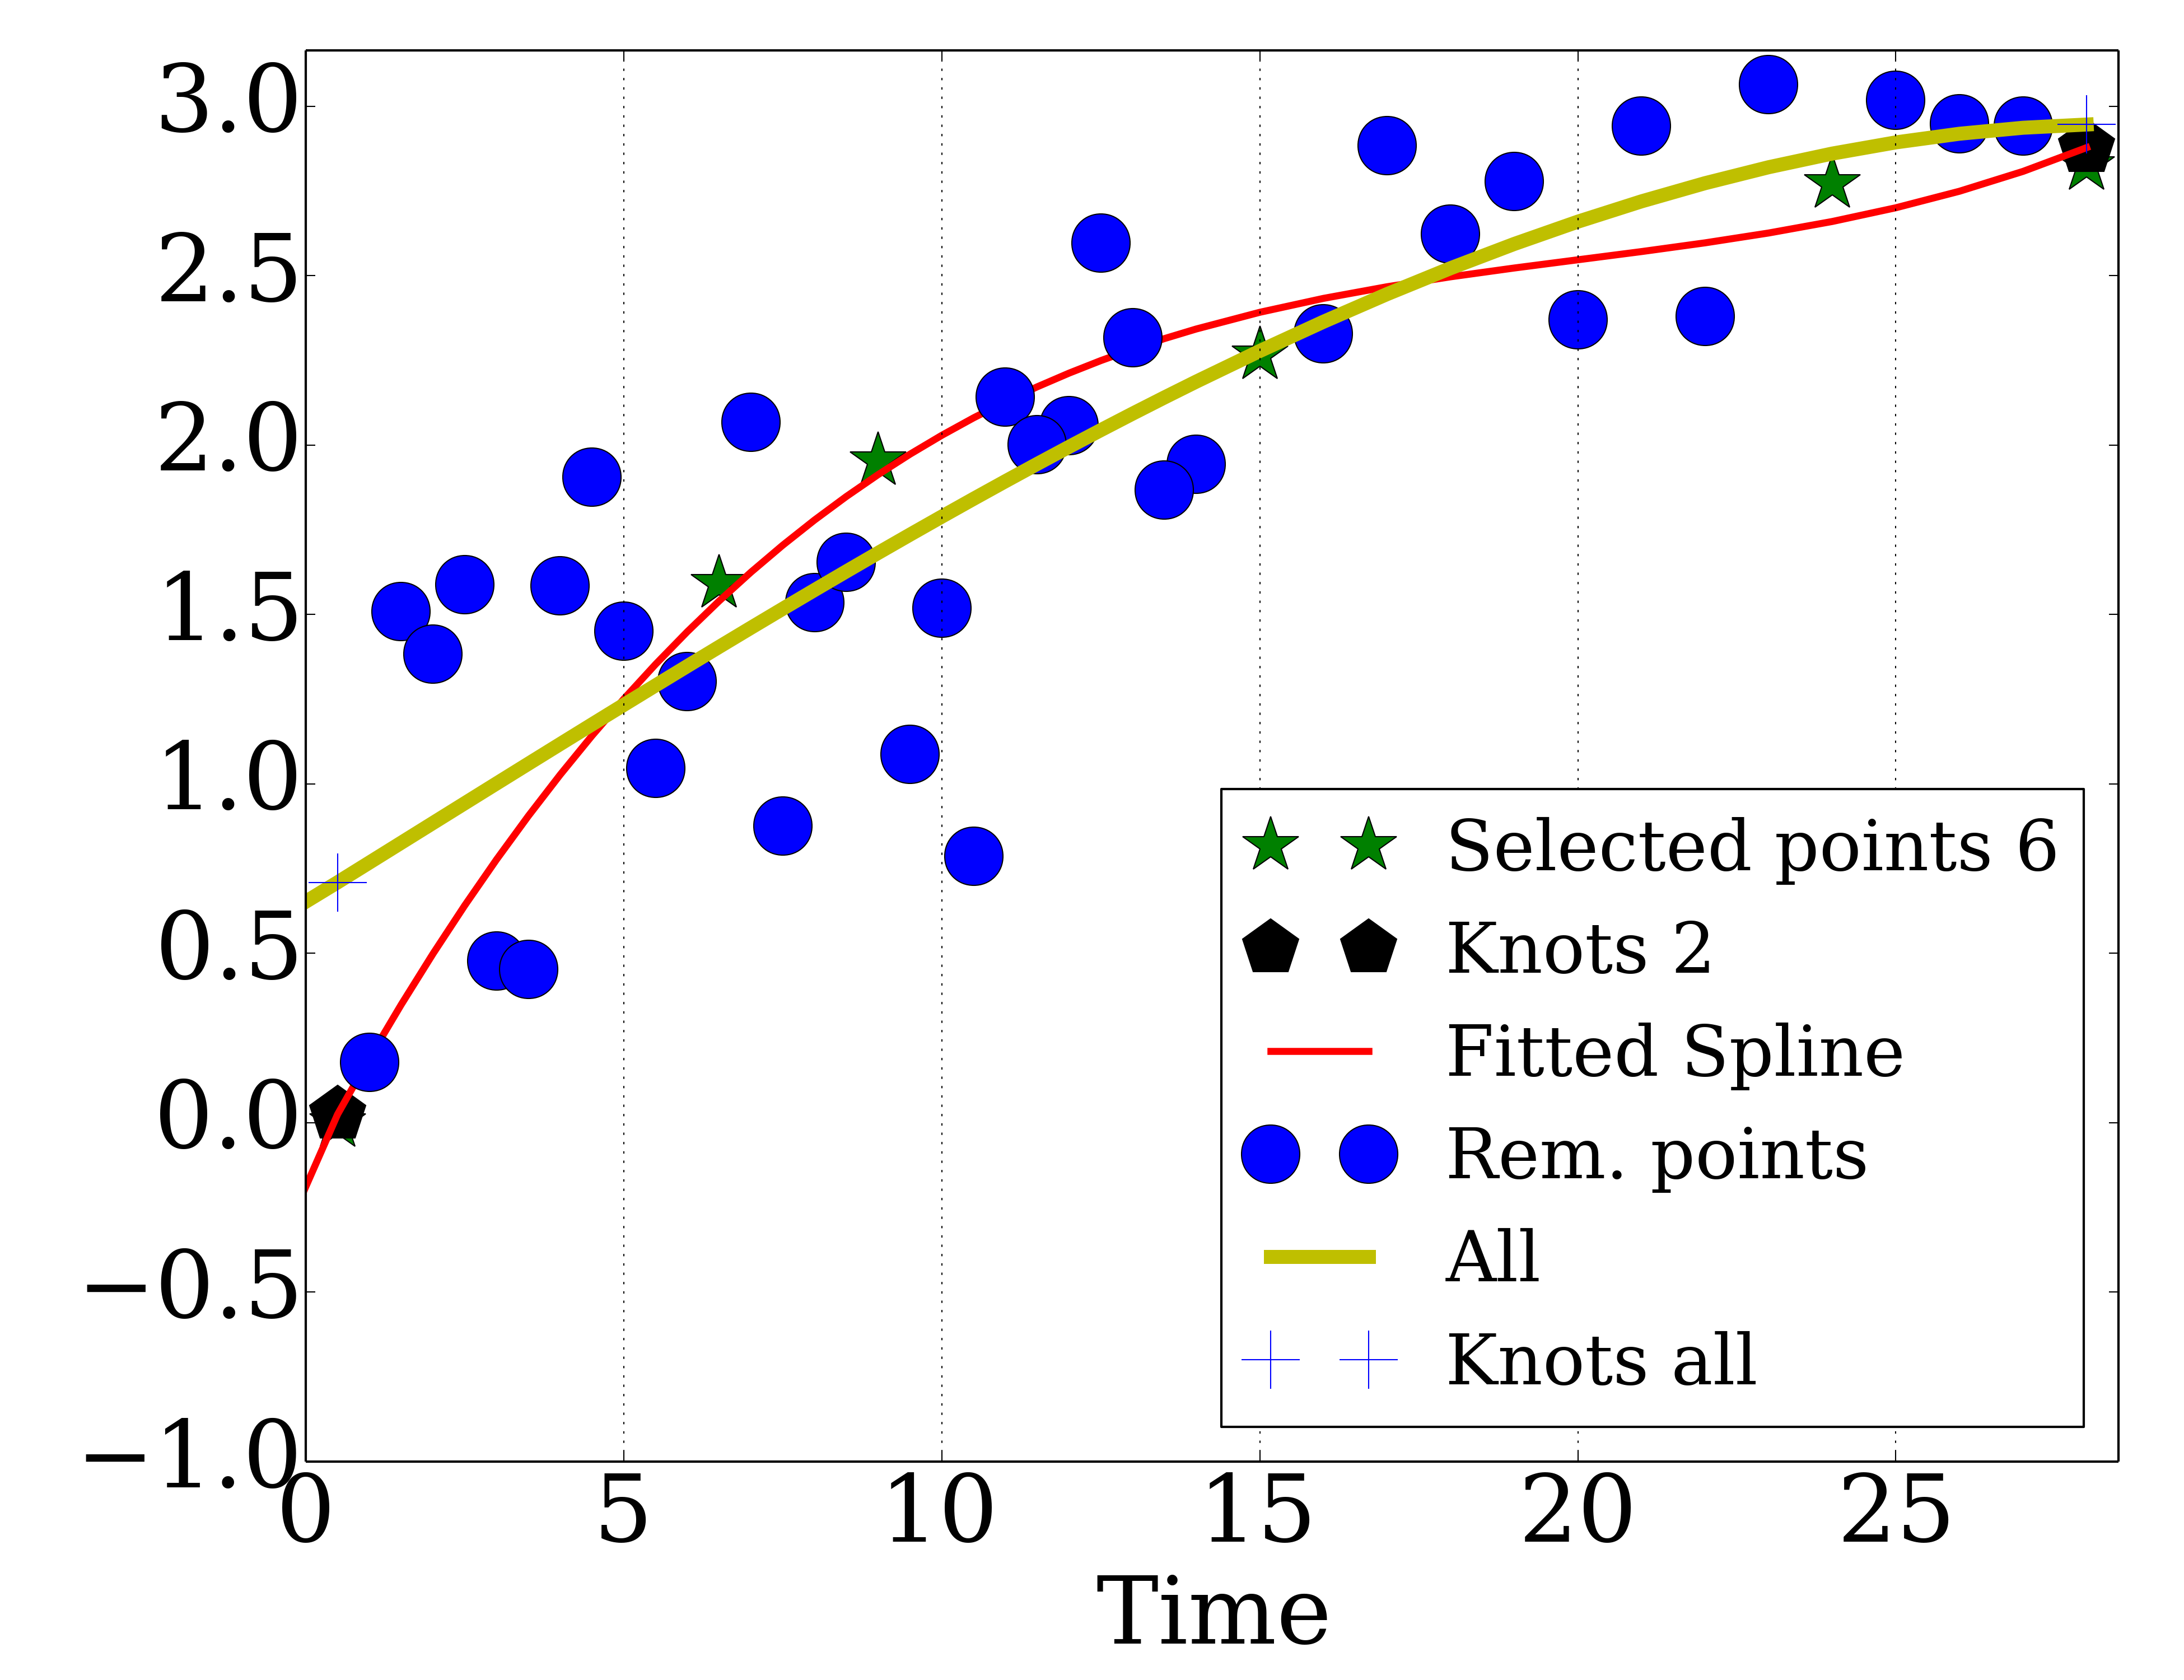 3.0
2.5
2.0
1.5
1.0
0.5
0.0
−0.5
−1.0
0 5 10 15 20 25
Time
Selected points 6
Knots 2
Fitted Spline
Rem. points
All
Knots all